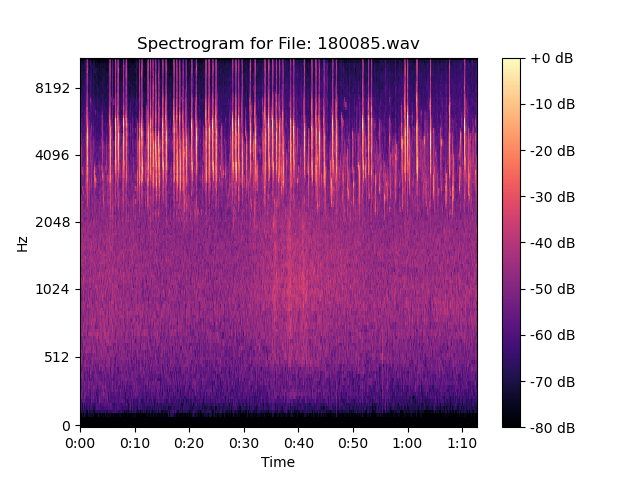 Spectrogram for File: 180085.wav
8192
4096
2048
1024
512
0
Hz
0:00 0:10 0:20 0:30 0:40 0:50 1:00 1:10
Time
+0 dB
-10 dB
-20 dB
-30 dB
-40 dB
-50 dB
-60 dB
-70 dB
-80 dB